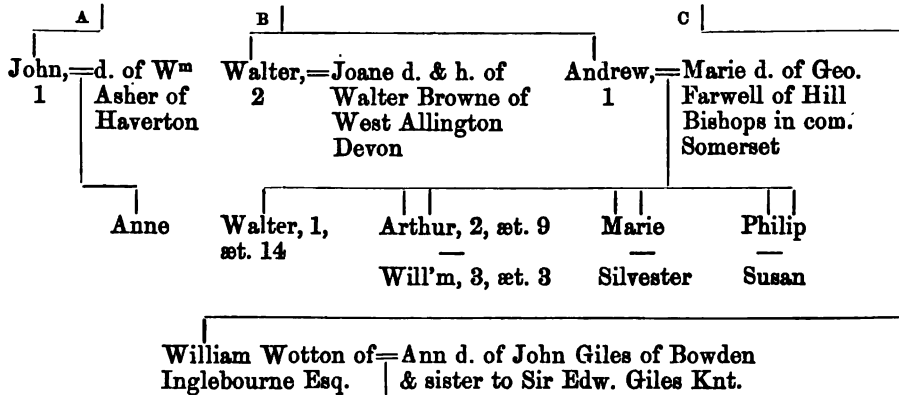 A B C
John,=d. of Wᵐ Walter,=Joane d. & h. of Andrew,=Marie d. of Geo.
1 Asher of 2 Walter Browne of 1 Farwell of Hill
Haverton West Allington Bishops in com.
Devon Somerset
Anne Walter, 1, Arthur, 2, æt. 9 Marie Philip
æt. 14
Will'm, 3, æt. 3 Silvester Susan
William Wotton of=Ann d. of John Giles of Bowden
Inglebourne Esq. & sister to Sir Edw. Giles Knt.